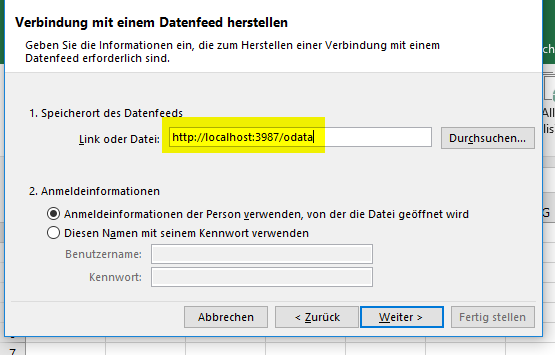 Verbindung mit einem Datenfeed herstellen
Geben Sie die Informationen ein, die zum Herstellen einer Verbindung mit einem
Datenfeed erforderlich sind.
1. Speicherort des Datenfeeds
Link oder Datei: http://localhost:3987/odata Durchsuchen...
2. Anmeldeinformationen
Anmeldeinformationen der Person verwenden, von der die Datei geöffnet wird
Diesen Namen mit seinem Kennwort verwenden
Benutzername:
Kennwort:
Abbrechen < Zurück Weiter > Fertig stellen
G
7